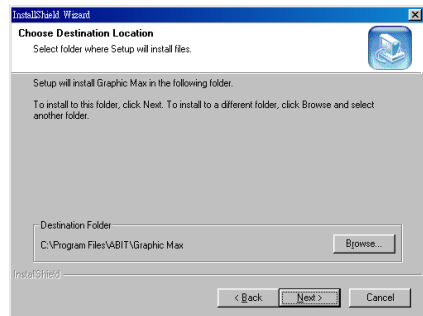 InstallShield Wizard
Choose Destination Location
Select folder where Setup will install files.
Setup will install Graphic Max in the following folder.
To install to this folder, click Next. To install to a different folder, click Browse and select
another folder.
Destination Folder
C:\Program Files\ABIT\Graphic Max
Browse...
InstallShield
< Back
Next >
Cancel